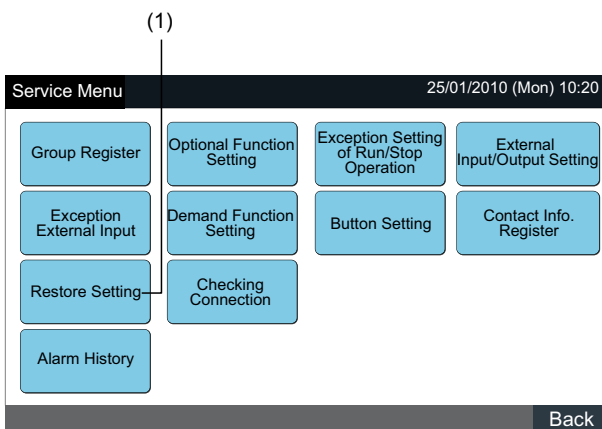 (1)
Service Menu
25/01/2010 (Mon) 10:20
Group Register
Optional Function
Setting
Exception Setting
of Run/Stop
Operation
External
Input/Output Setting
Exception
External Input
Demand Function
Setting
Button Setting
Contact Info.
Register
Restore Setting
Checking
Connection
Alarm History
Back